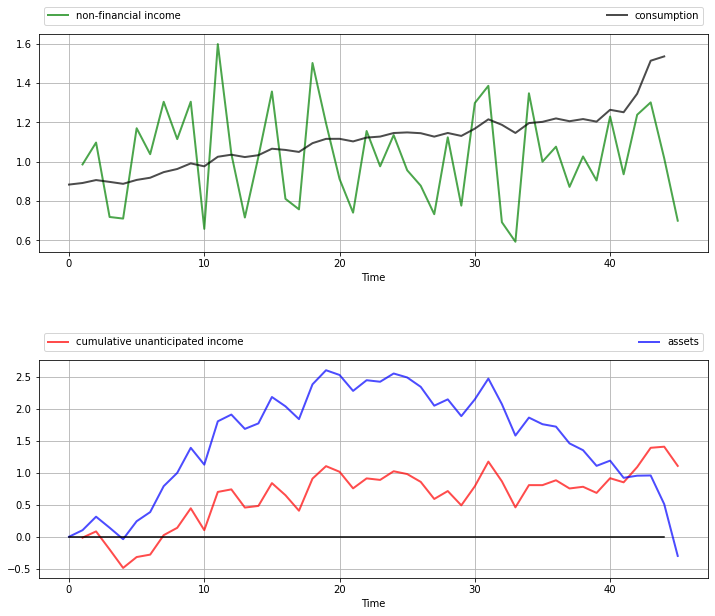 non-financial income consumption
1.6
1.4
1.2
1.0
0.8
0.6
0 10 20 30 40
Time
cumulative unanticipated income assets
2.5
2.0
1.5
1.0
0.5
0.0
−0.5
0 10 20 30 40
Time